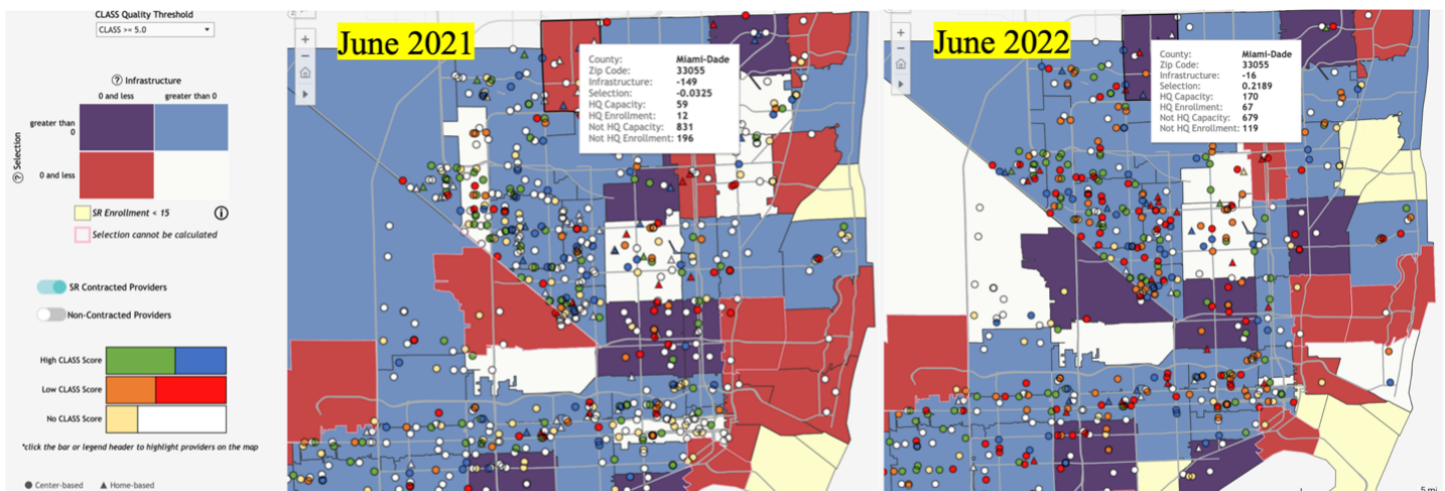 CLASS Quality Threshold
CLASS >= 5.0
? Infrastructure
0 and less
greater than 0
? Selection
greater than
0
0 and less
SR Enrollment < 15
Selection cannot be calculated
SR Contracted Providers
Non-Contracted Providers
High CLASS Score
Low CLASS Score
No CLASS Score
*click the bar or legend header to highlight providers on the map
Center-based
Home-based
June 2021
County: Miami-Dade
Zip Code: 33055
Infrastructure: -149
Selection: -0.0325
HQ Capacity: 59
HQ Enrollment: 12
Not HQ Capacity: 831
Not HQ Enrollment: 196
June 2022
County: Miami-Dade
Zip Code: 33055
Infrastructure: -16
Selection: 0.2189
HQ Capacity: 170
HQ Enrollment: 67
Not HQ Capacity: 679
Not HQ Enrollment: 119
5 mi